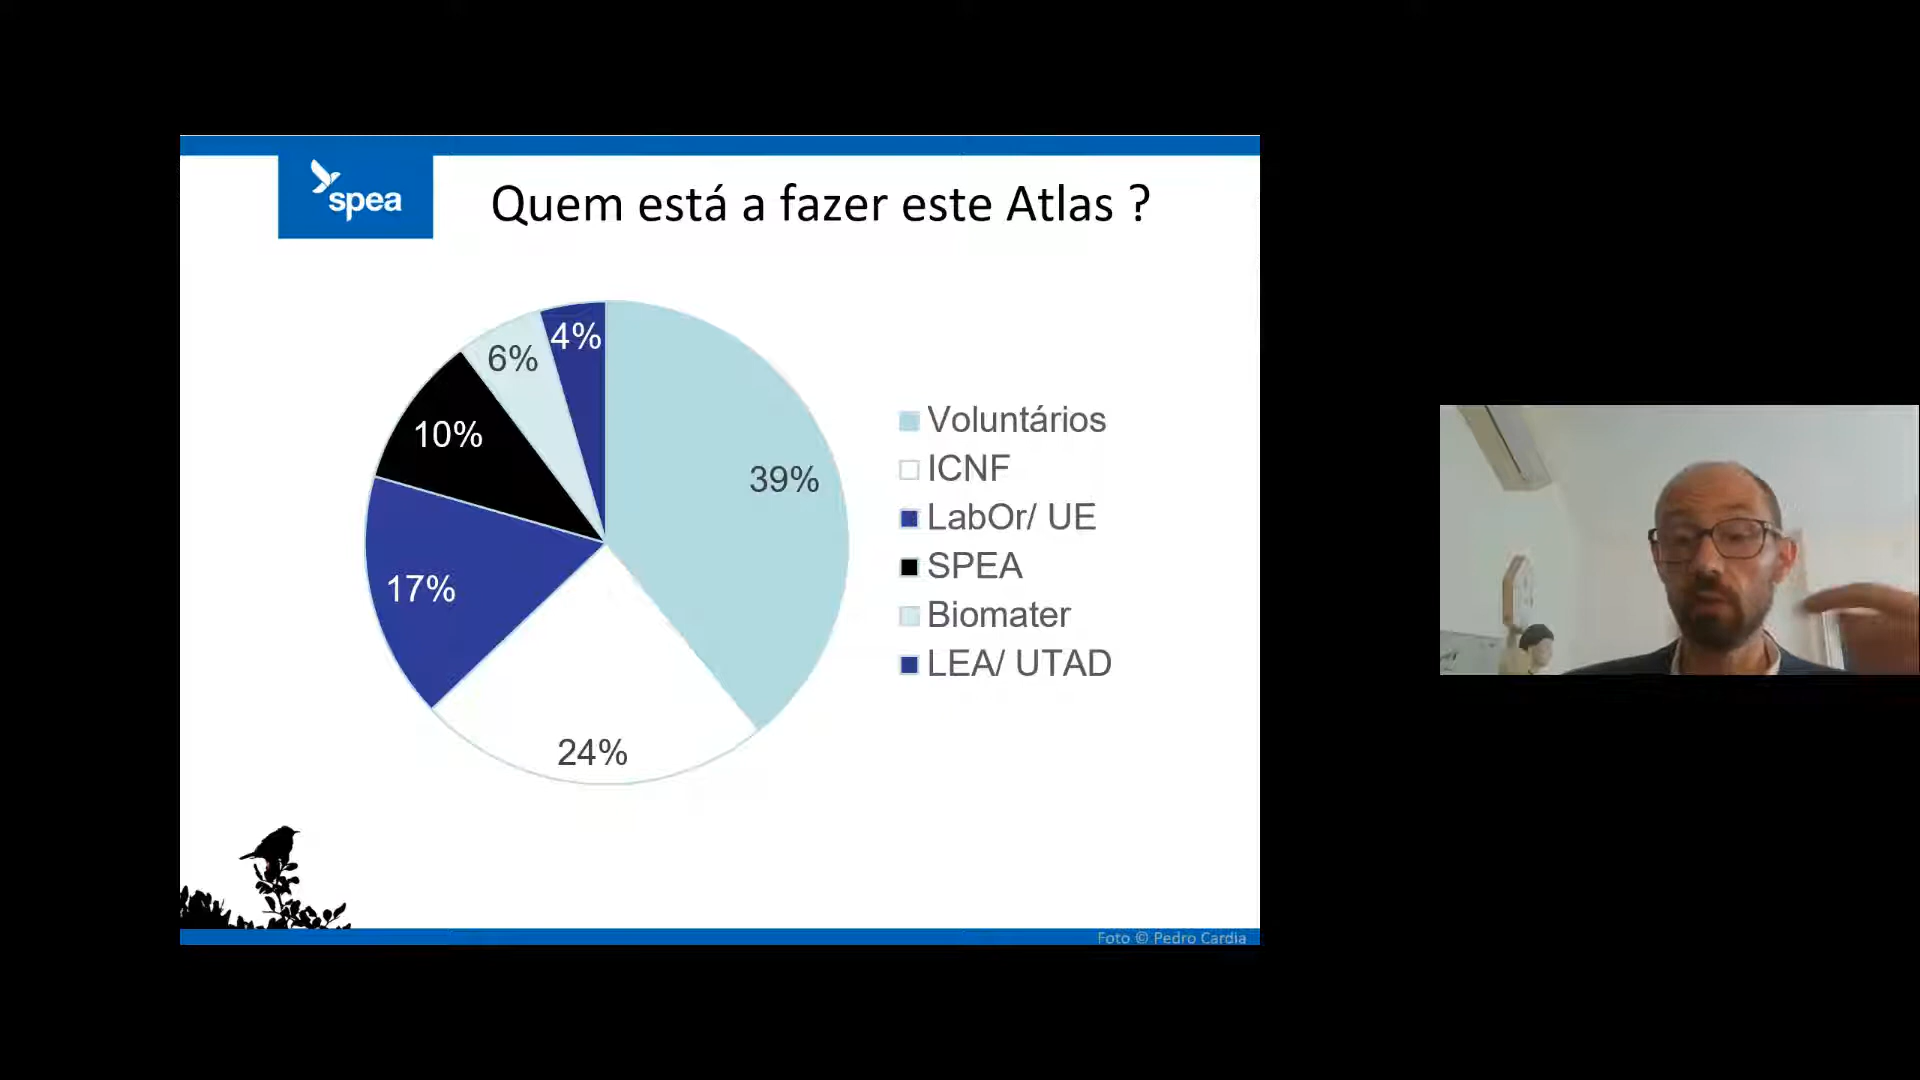 spea
Quem está a fazer este Atlas ?
4%
6%
10%
39%
17%
24%
Voluntários
ICNF
LabOr/ UE
SPEA
Biomater
LEA/ UTAD
Foto © Pedro Cardia